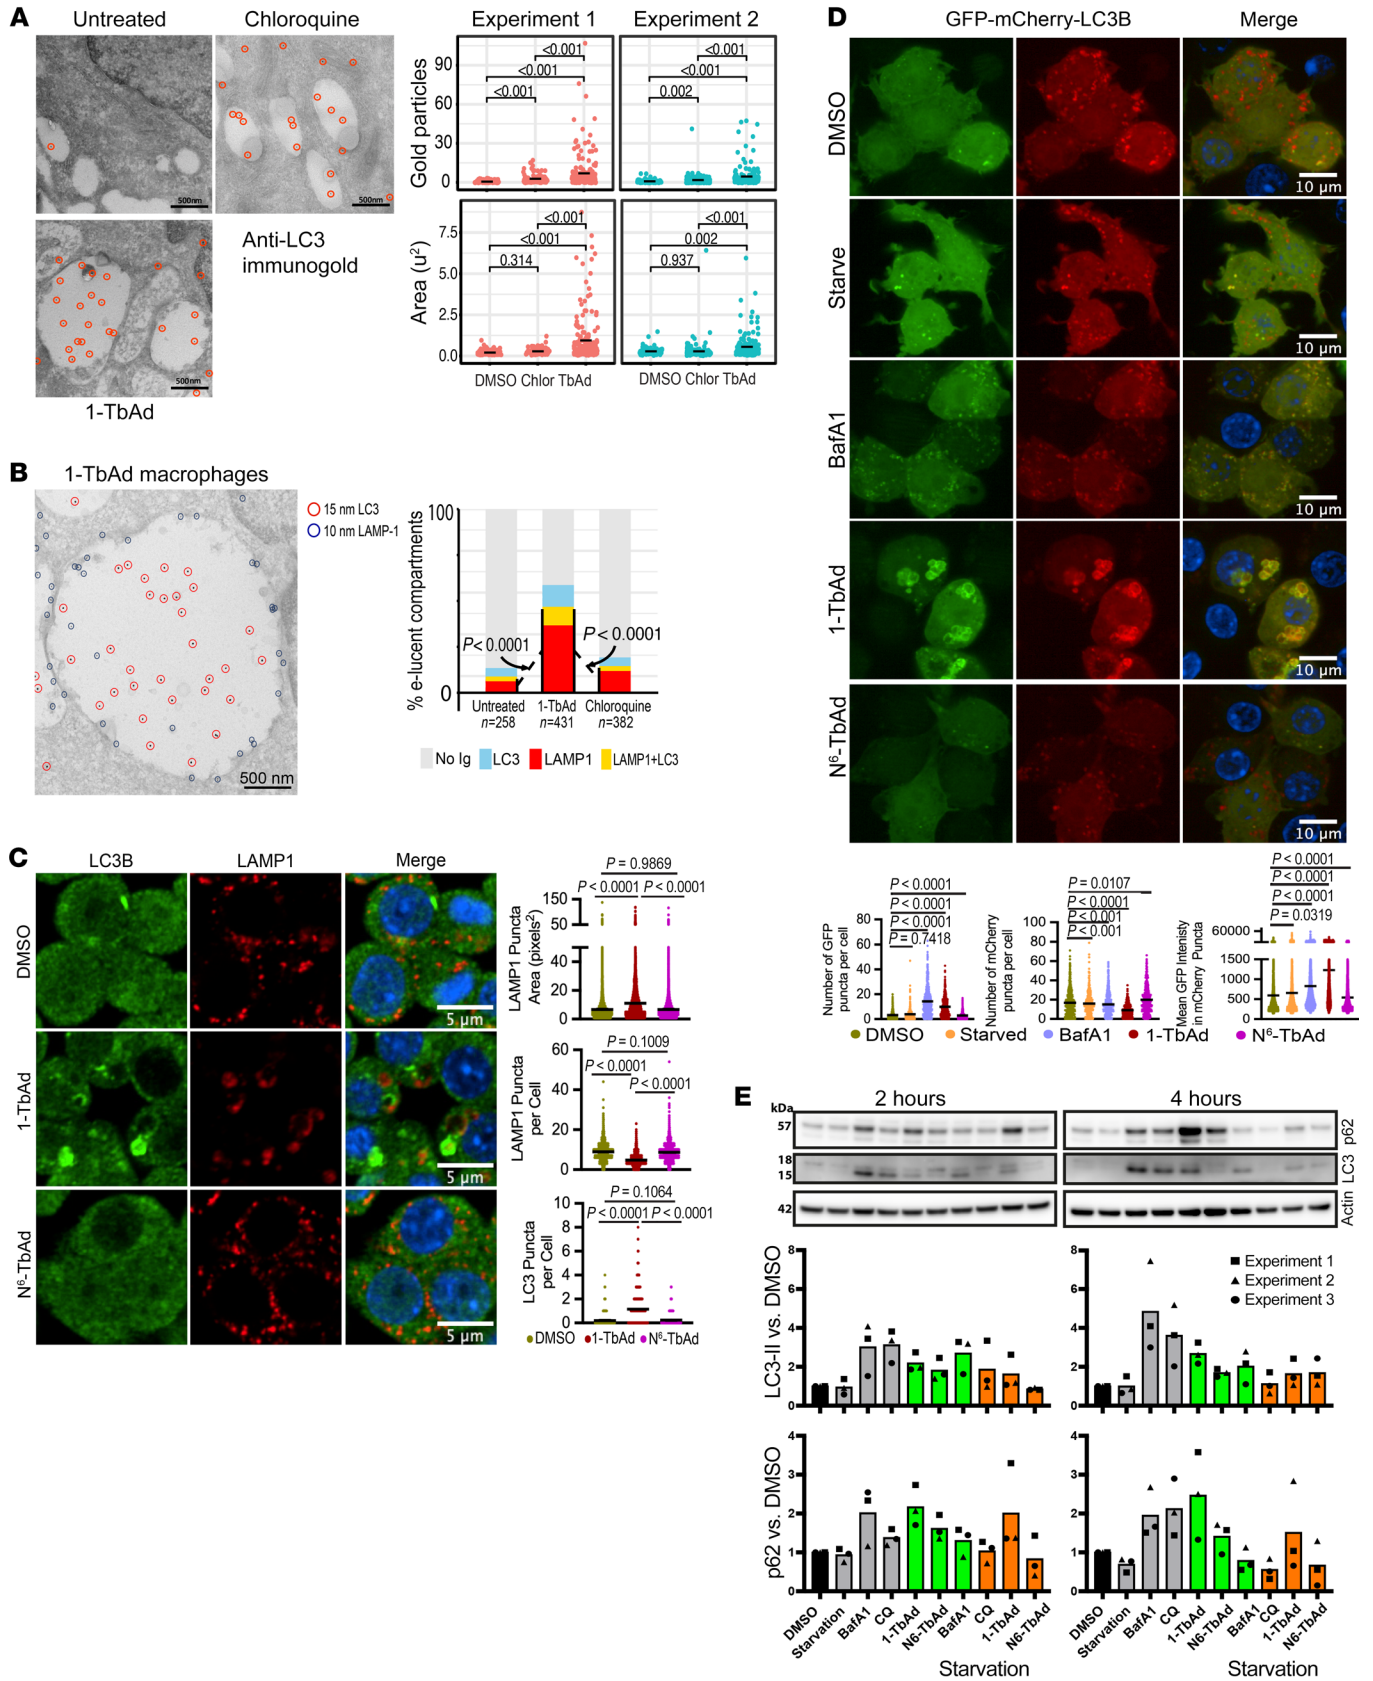 A
Untreated
Chloroquine
500nm
500nm
500nm
Anti-LC3
immunogold
1-TbAd
Experiment 1
Experiment 2
Gold particles
90
60
30
0
<0.001
<0.001
<0.001
<0.001
<0.001
0.002
Area (u²)
7.5
5.0
2.5
0.0
<0.001
<0.001
0.314
<0.001
0.002
0.937
DMSO Chlor TbAd
DMSO Chlor TbAd
B
1-TbAd macrophages
15 nm LC3
10 nm LAMP-1
500 nm
% e-lucent compartments
100
0
P < 0.0001
P < 0.0001
Untreated
n=258
1-TbAd
n=431
Chloroquine
n=382
No Ig
LC3
LAMP1
LAMP1+LC3
C
LC3B
LAMP1
Merge
DMSO
5 µm
1-TbAd
5 µm
N⁶-TbAd
5 µm
P = 0.9869
P < 0.0001
P < 0.0001
LAMP1 Puncta
Area (pixels²)
150
50
40
20
0
P = 0.1009
P < 0.0001
P < 0.0001
LAMP1 Puncta
per Cell
60
40
20
0
P = 0.1064
P < 0.0001
P < 0.0001
LC3 Puncta
per Cell
10
8
6
4
2
0
DMSO
1-TbAd
N⁶-TbAd
D
GFP-mCherry-LC3B
Merge
DMSO
10 µm
Starve
10 µm
BafA1
10 µm
1-TbAd
10 µm
N⁶-TbAd
10 µm
P < 0.0001
P < 0.0001
P < 0.0001
P = 0.7418
Number of GFP
puncta per cell
80
60
40
20
0
P = 0.0107
P < 0.0001
P < 0.001
P < 0.001
Number of mCherry
puncta per cell
100
80
60
40
20
0
P < 0.0001
P < 0.0001
P < 0.0001
P = 0.0319
Mean GFP Intenisty
in mCherry Puncta
60000
1500
1000
500
0
DMSO
Starved
BafA1
1-TbAd
N⁶-TbAd
E
2 hours
4 hours
kDa
57
18
15
42
p62
LC3
Actin
LC3-II vs. DMSO
8
6
4
2
0
8
6
4
2
0
Experiment 1
Experiment 2
Experiment 3
p62 vs. DMSO
4
3
2
1
0
4
3
2
1
0
DMSO
Starvation
BafA1
CQ
1-TbAd
N6-TbAd
BafA1
CQ
1-TbAd
N6-TbAd
Starvation
DMSO
Starvation
BafA1
CQ
1-TbAd
N6-TbAd
BafA1
CQ
1-TbAd
N6-TbAd
Starvation